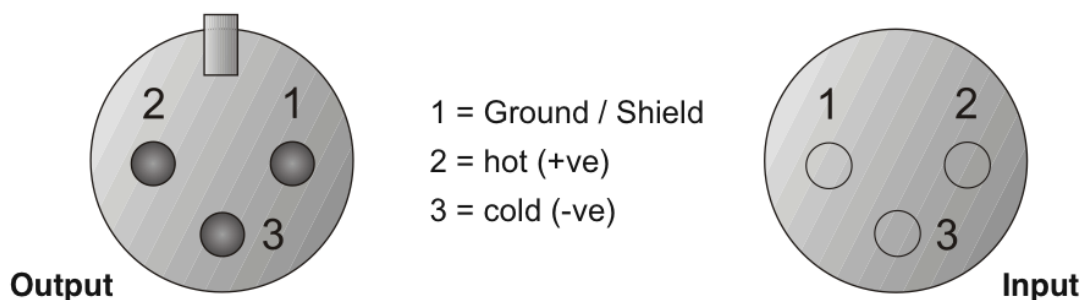 2 1
3
Output
1 = Ground / Shield
2 = hot (+ve)
3 = cold (-ve)
1 2
3
Input